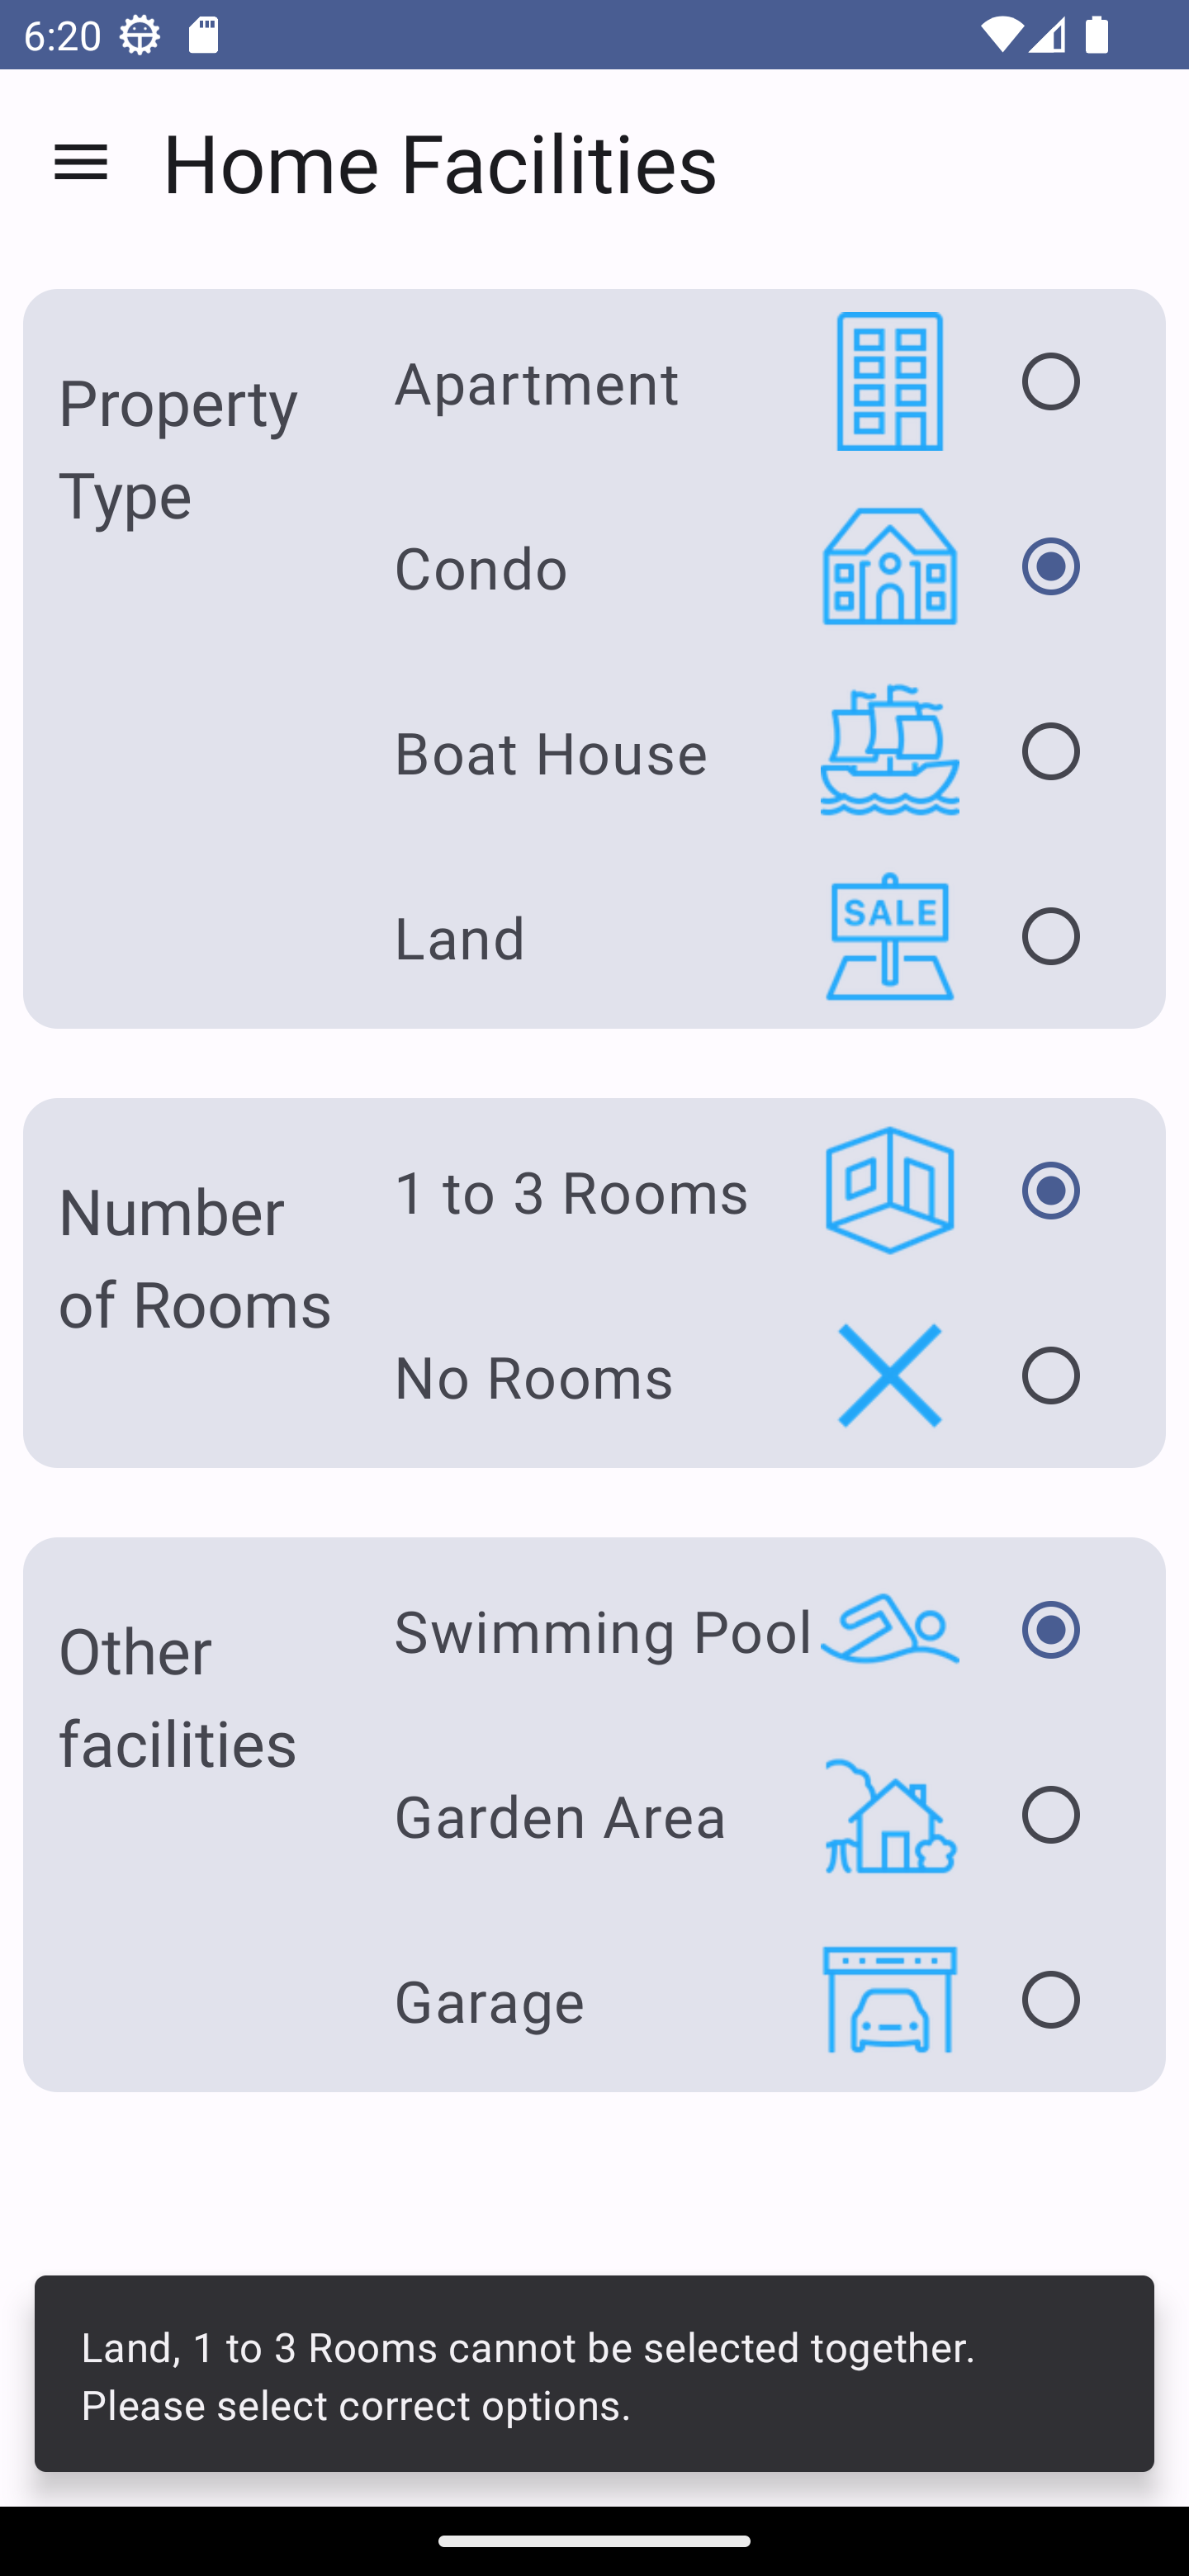 6:20
Home Facilities
Property
Type
Apartment
Condo
Boat House
Land
SALE
Number
of Rooms
1 to 3 Rooms
No Rooms
Other
facilities
Swimming Pool
Garden Area
Garage
Land, 1 to 3 Rooms cannot be selected together.
Please select correct options.